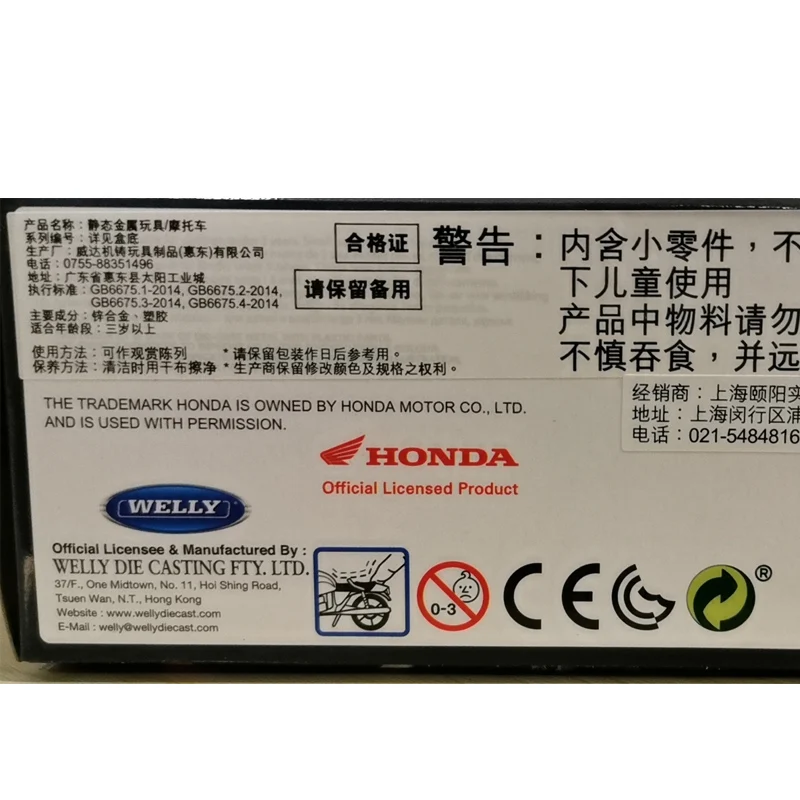 产品名称：静态金属玩具/摩托车
系列编号：详见盒底
生产厂：威达机铸玩具制品(惠东)有限公司
电话：0755-88351496
地址：广东省惠东县太阳工业城
执行标准：GB6675.1-2014, GB6675.2-2014,
GB6675.3-2014, GB6675.4-2014
主要成分：锌合金、塑胶
适合年龄段：三岁以上
使用方法：可作观赏陈列 *请保留包装作日后参考用。
保养方法：清洁时用干布擦净 *生产商保留修改颜色及规格之权利。
合格证
请保留备用
警告：内含小零件，不
下儿童使用
产品中物料请勿
不慎吞食，并远
经销商：上海颐阳实
地址：上海闵行区浦
电话：021-5484816
THE TRADEMARK HONDA IS OWNED BY HONDA MOTOR CO., LTD.
AND IS USED WITH PERMISSION.
HONDA
Official Licensed Product
WELLY
Official Licensee & Manufactured By :
WELLY DIE CASTING FTY. LTD.
37/F., One Midtown, No. 11, Hoi Shing Road,
Tsuen Wan, N.T., Hong Kong
Website : www.wellydiecast.com
E-Mail : welly@wellydiecast.com
0-3
CE
®